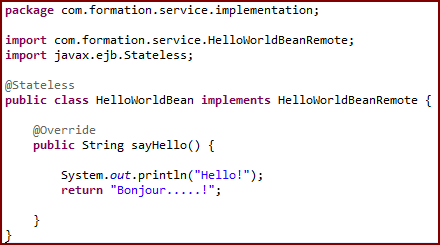 package com.formation.service.implementation;
import com.formation.service.HelloWorldBeanRemote;
import javax.ejb.Stateless;
@Stateless
public class HelloWorldBean implements HelloWorldBeanRemote {
@Override
public String sayHello() {
System.out.println("Hello!");
return "Bonjour.....!";
}
}